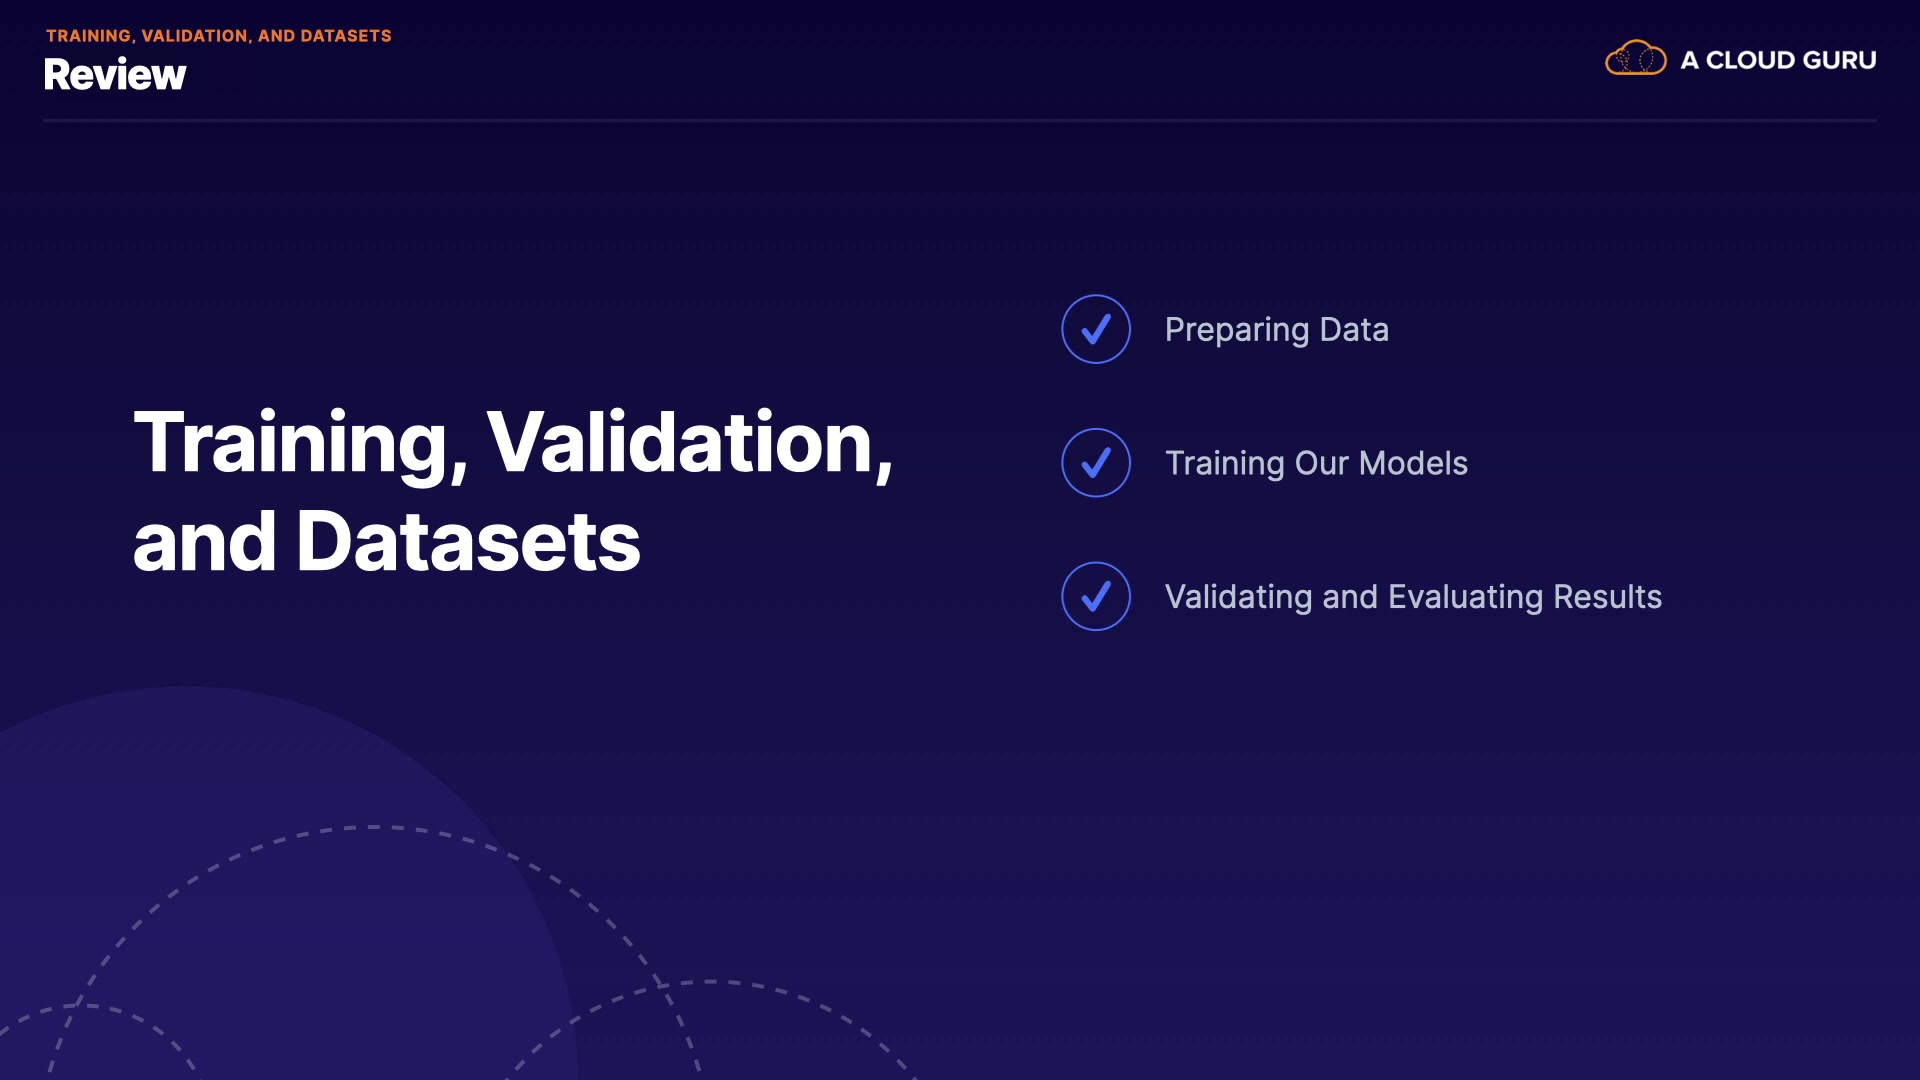 TRAINING, VALIDATION, AND DATASETS
Review
A CLOUD GURU
Training, Validation,
and Datasets
Preparing Data
Training Our Models
Validating and Evaluating Results